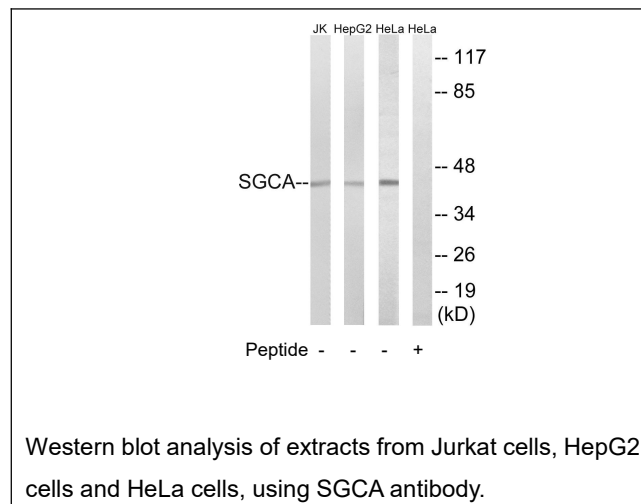 JK HepG2 HeLa HeLa
-- 117
-- 85
-- 48
SGCA--
-- 34
-- 26
-- 19
(kD)
Peptide - - - +
Western blot analysis of extracts from Jurkat cells, HepG2
cells and HeLa cells, using SGCA antibody.